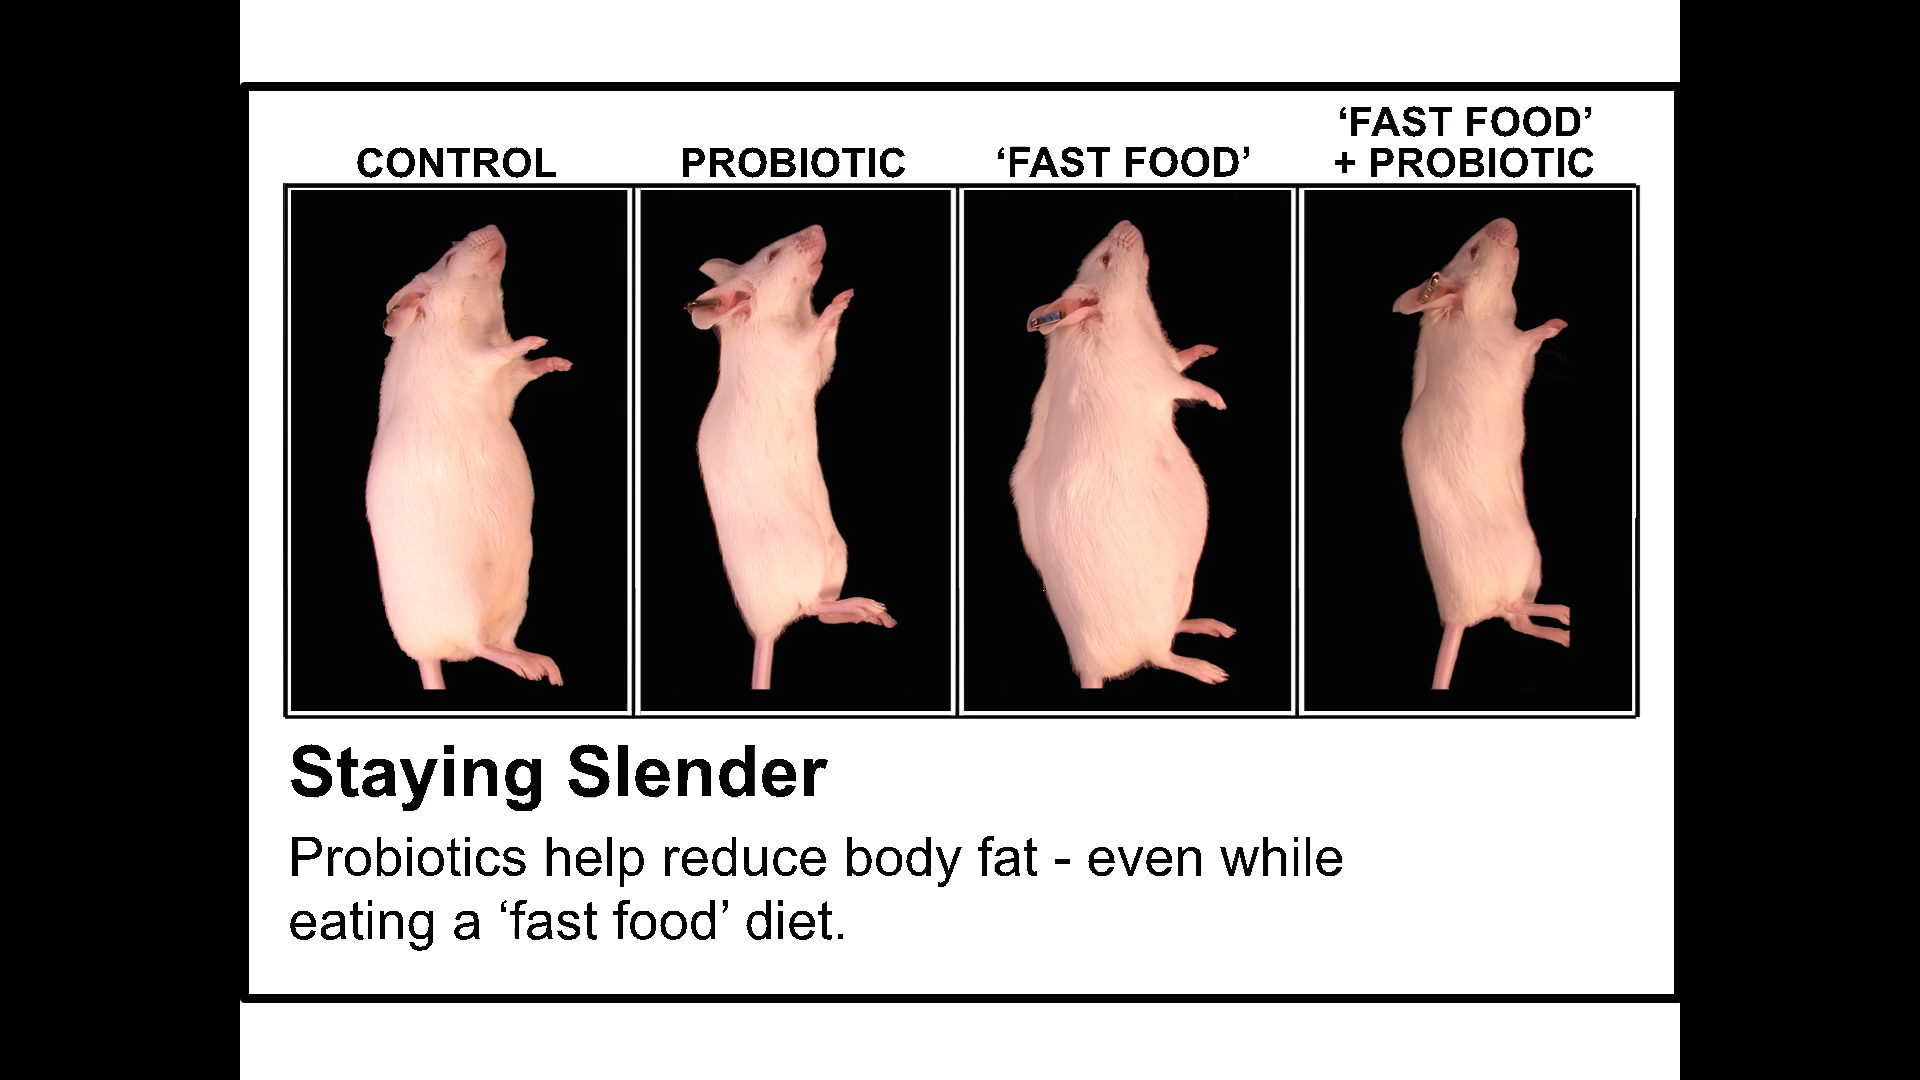 CONTROL
PROBIOTIC
‘FAST FOOD’
‘FAST FOOD’
+ PROBIOTIC
Staying Slender
Probiotics help reduce body fat - even while
eating a ‘fast food’ diet.